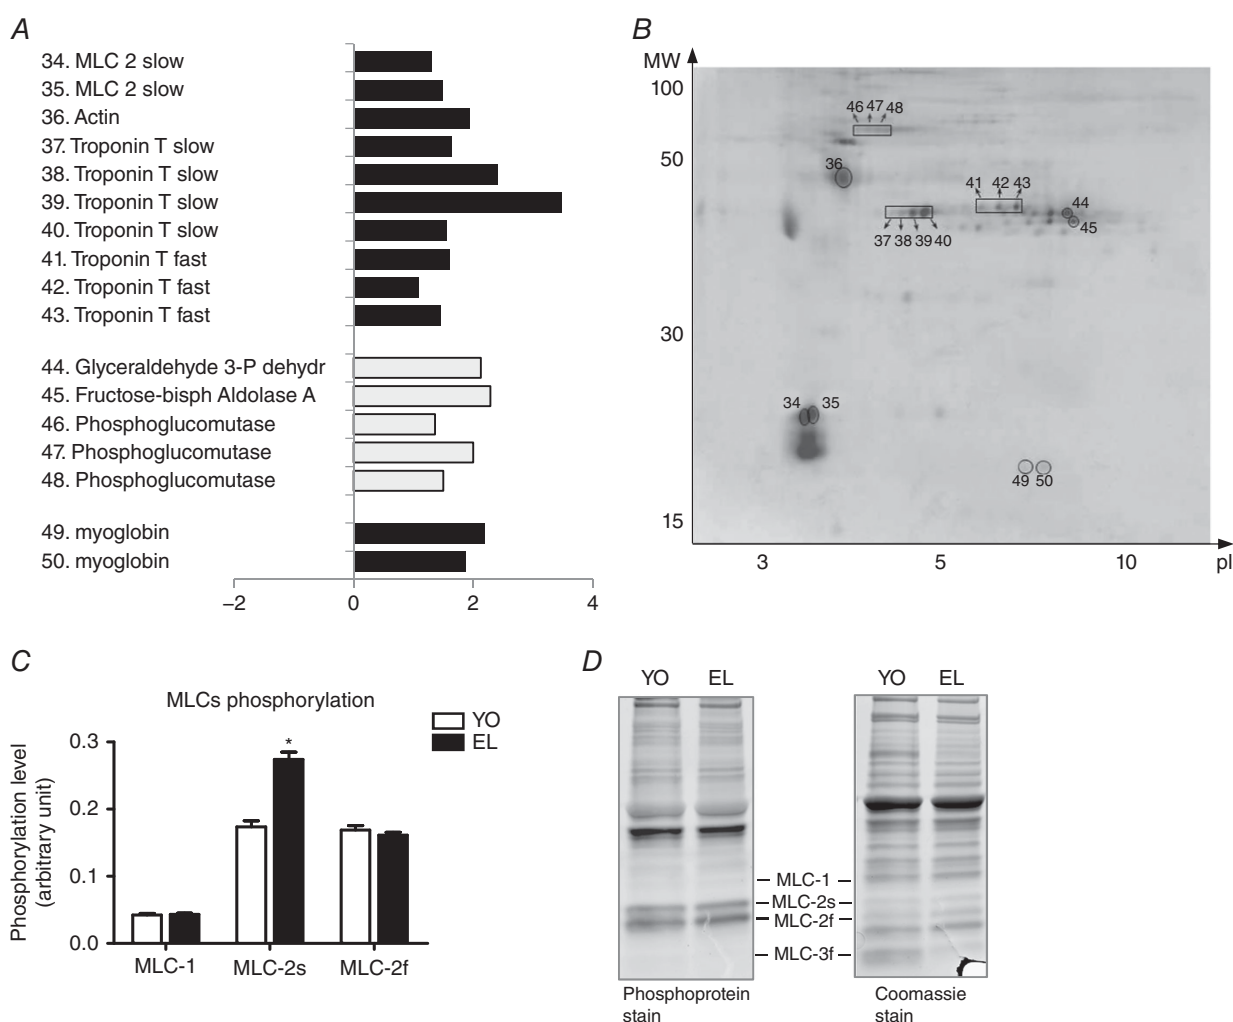 A
34. MLC 2 slow
35. MLC 2 slow
36. Actin
37. Troponin T slow
38. Troponin T slow
39. Troponin T slow
40. Troponin T slow
41. Troponin T fast
42. Troponin T fast
43. Troponin T fast
44. Glyceraldehyde 3-P dehydr
45. Fructose-bisph Aldolase A
46. Phosphoglucomutase
47. Phosphoglucomutase
48. Phosphoglucomutase
49. myoglobin
50. myoglobin
−2 0 2 4
B
MW
100
50
30
15
46 47 48
36
41 42 43
44
45
37 38 39 40
34 35
49 50
3 5 10 pI
C
MLCs phosphorylation
YO
EL
Phosphorylation level
(arbitrary unit)
0.3
0.2
0.1
0.0
*
MLC-1 MLC-2s MLC-2f
D
YO EL
YO EL
MLC-1
MLC-2s
MLC-2f
MLC-3f
Phosphoprotein
stain
Coomassie
stain